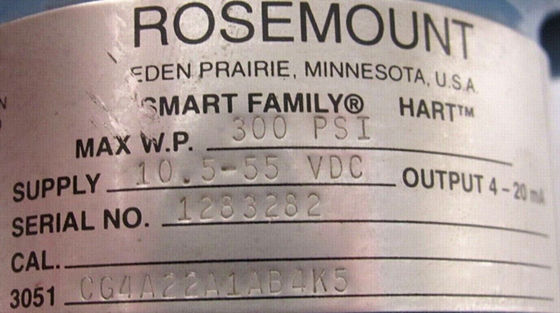 ROSEMOUNT
EDEN PRAIRIE, MINNESOTA, U.S.A.
SMART FAMILY® HART™
MAX W.P. 300 PSI
SUPPLY 10.5-55 VDC OUTPUT 4-20 mA
SERIAL NO. 1283282
CAL.
3051 CG4A22A1AB4K5